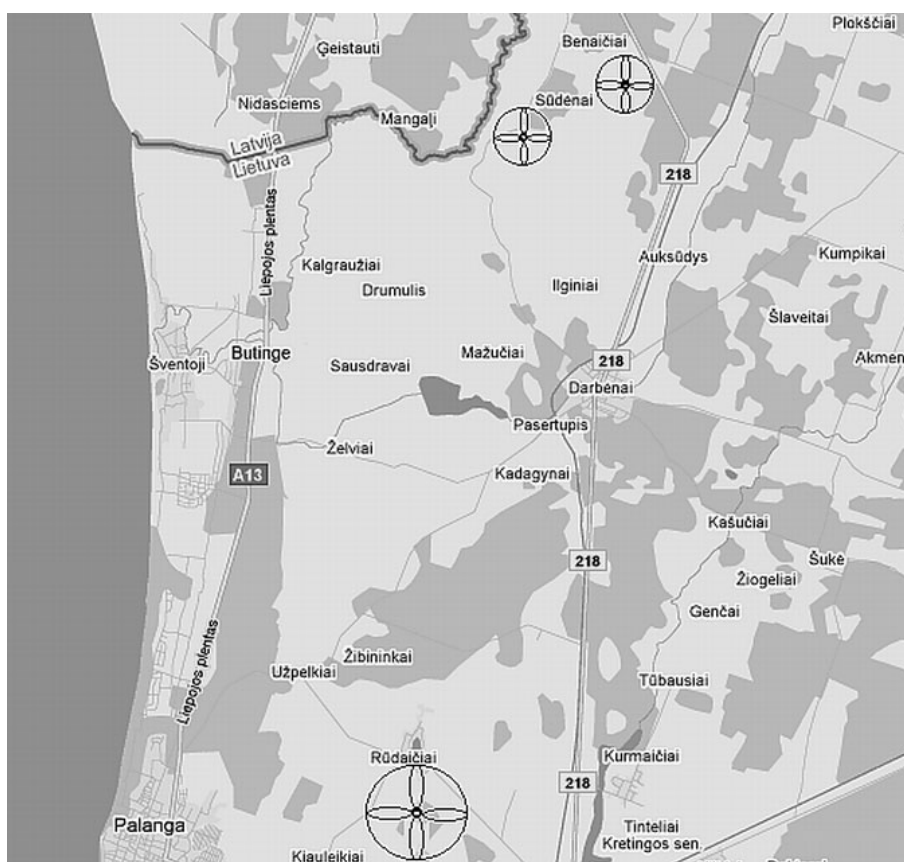 Plokščiai
Benaičiai
Ģeistauti
Sūdėnai
Nidasciems
Mangaļi
Latvija
Lietuva
218
Liepojos plentas
Auksūdys
Kumpikai
Kalgraužiai
Drumulis
Ilginiai
Šlaveitai
Butinge
Mažučiai
218
Šventoji
Sausdravai
Akmen
Darbėnai
Pasertupis
Želviai
A13
Kadagynai
Kašučiai
218
Šukė
Žiogeliai
Genčai
Liepojos plentas
Žibininkai
Užpelkiai
Tūbausiai
Rūdaičiai
Kurmaičiai
218
Palanga
Tinteliai
Kretingos sen.
Kiauleikiai